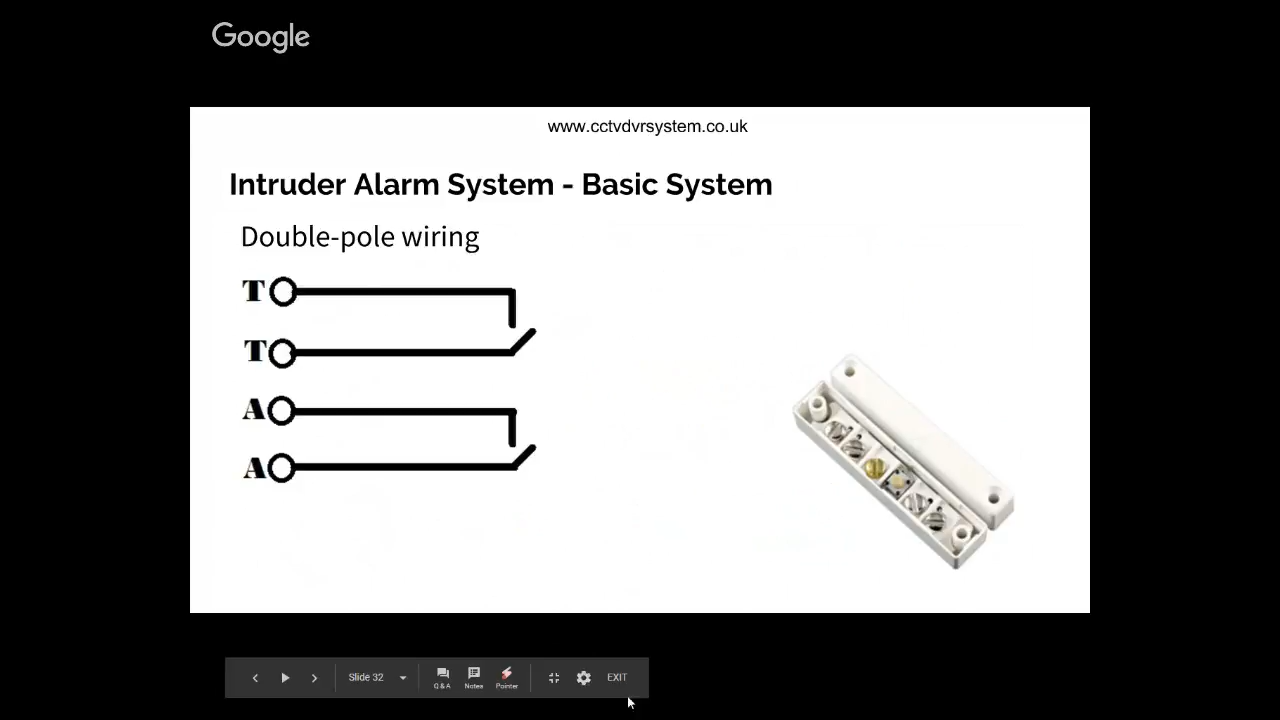 Google
www.cctvdvrsystem.co.uk
Intruder Alarm System - Basic System
Double-pole wiring
T
T
A
A
Slide 32
Q & A
Notes
Pointer
EXIT